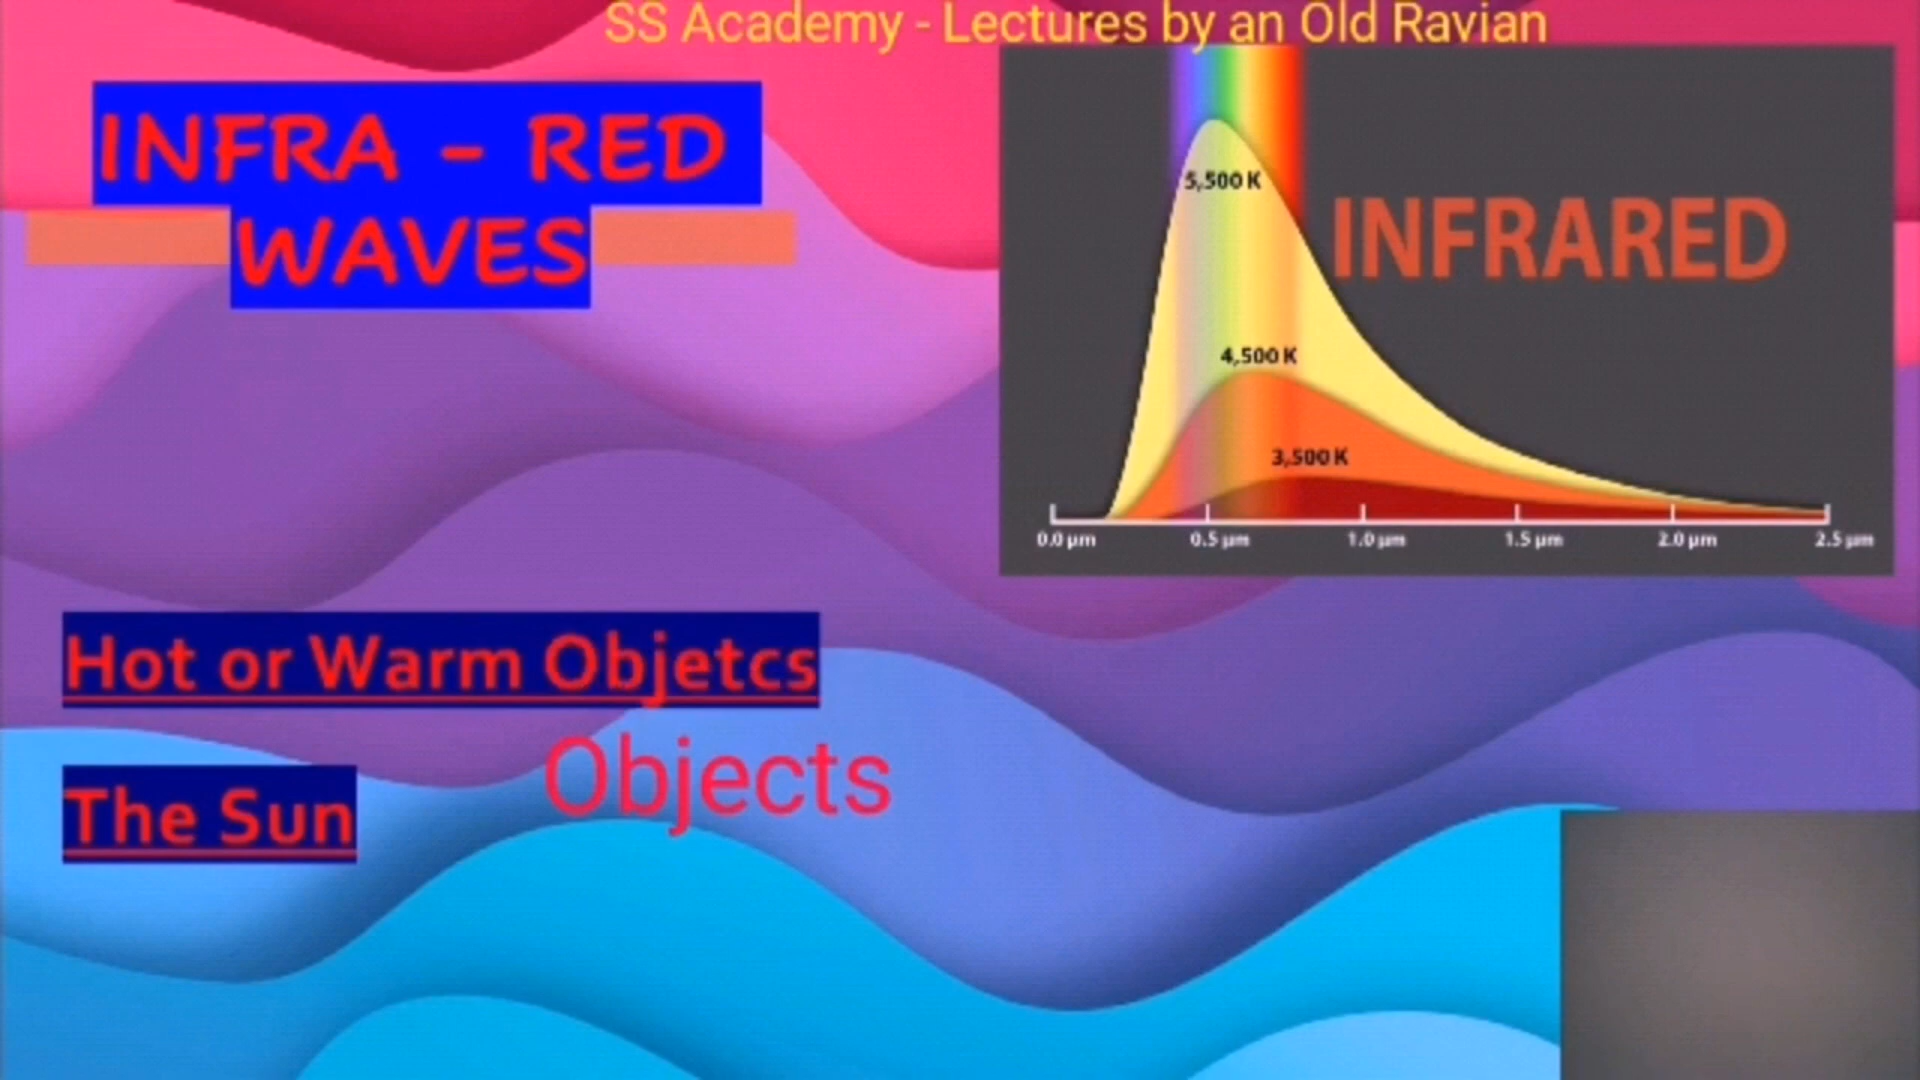 SS Academy - Lectures by an Old Ravian
INFRA - RED
WAVES
INFRARED
5,500 K
4,500 K
3,500 K
0.0 µm 0.5 µm 1.0 µm 1.5 µm 2.0 µm 2.5 µm
Hot or Warm Objetcs
Objects
The Sun